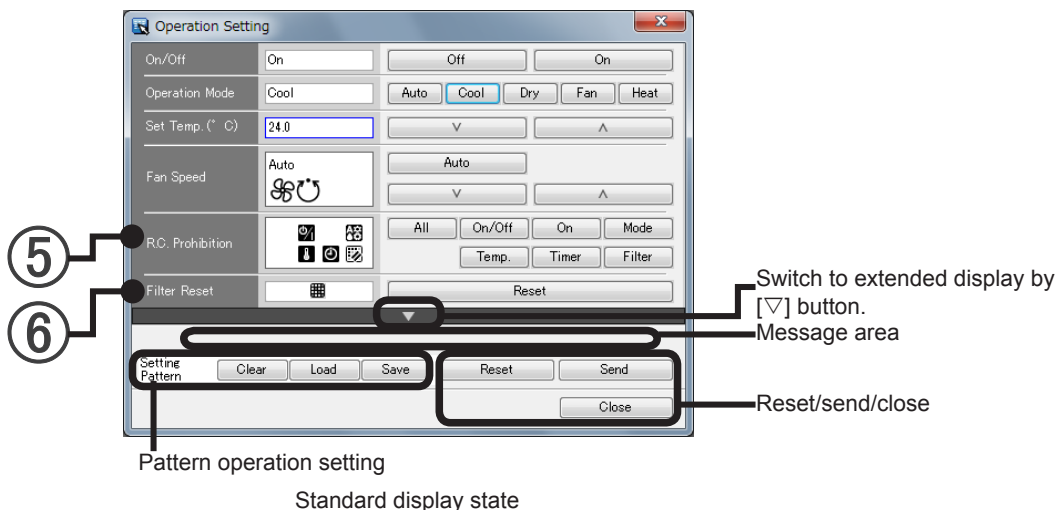 Operation Setting
On/Off On Off On
Operation Mode Cool Auto Cool Dry Fan Heat
Set Temp.(° C) 24.0 ∨ ∧
Fan Speed Auto Auto
∨ ∧
R.C. Prohibition All On/Off On Mode
Temp. Timer Filter
Filter Reset Reset
Setting
Pattern Clear Load Save Reset Send
Close
5
6
Switch to extended display by
[▽] button.
Message area
Reset/send/close
Pattern operation setting
Standard display state